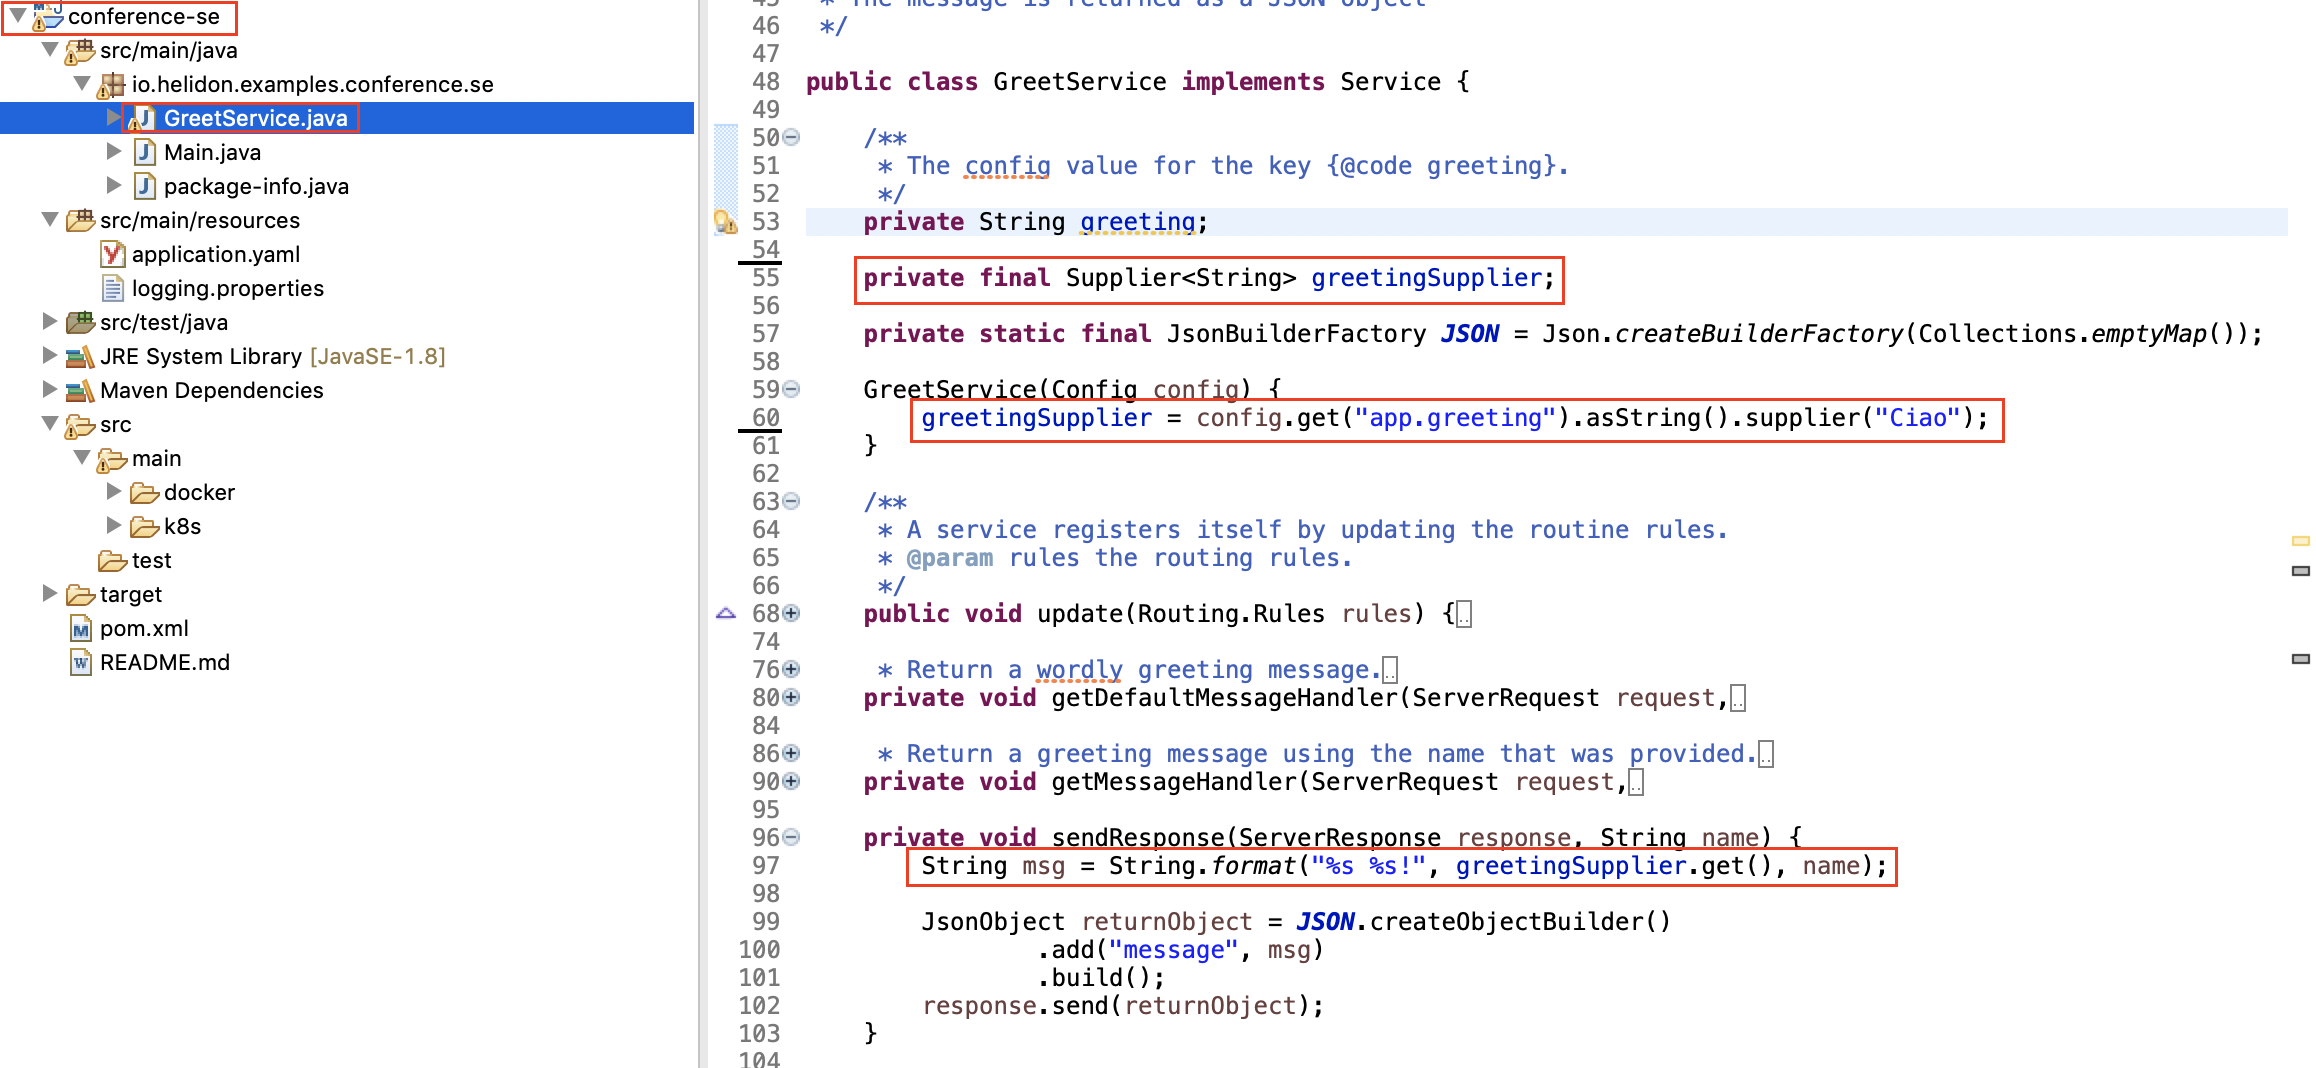 conference-se
src/main/java
io.helidon.examples.conference.se
GreetService.java
Main.java
package-info.java
src/main/resources
application.yaml
logging.properties
src/test/java
JRE System Library [JavaSE-1.8]
Maven Dependencies
src
main
docker
k8s
test
target
pom.xml
README.md
45 * The message is returned as a JSON object
46 */
47
48 public class GreetService implements Service {
49
50 /**
51 * The config value for the key {@code greeting}.
52 */
53 private String greeting;
54
55 private final Supplier<String> greetingSupplier;
56
57 private static final JsonBuilderFactory JSON = Json.createBuilderFactory(Collections.emptyMap());
58
59 GreetService(Config config) {
60 greetingSupplier = config.get("app.greeting").asString().supplier("Ciao");
61 }
62
63 /**
64 * A service registers itself by updating the routine rules.
65 * @param rules the routing rules.
66 */
68 public void update(Routing.Rules rules) {
74
76 * Return a wordly greeting message.
80 private void getDefaultMessageHandler(ServerRequest request,
84
86 * Return a greeting message using the name that was provided.
90 private void getMessageHandler(ServerRequest request,
95
96 private void sendResponse(ServerResponse response, String name) {
97 String msg = String.format("%s %s!", greetingSupplier.get(), name);
98
99 JsonObject returnObject = JSON.createObjectBuilder()
100 .add("message", msg)
101 .build();
102 response.send(returnObject);
103 }
104